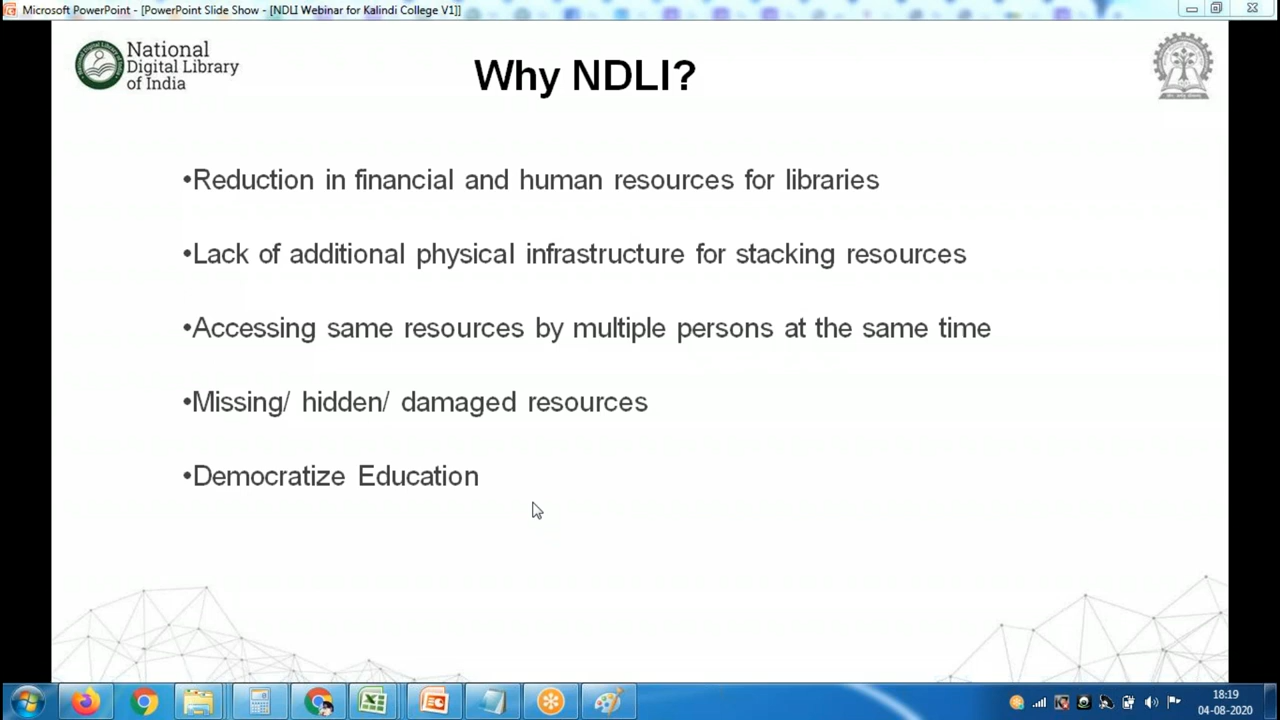 Microsoft PowerPoint - [PowerPoint Slide Show - [NDLI Webinar for Kalindi College V1]]
National
Digital Library
of India
Why NDLI?
•Reduction in financial and human resources for libraries
•Lack of additional physical infrastructure for stacking resources
•Accessing same resources by multiple persons at the same time
•Missing/ hidden/ damaged resources
•Democratize Education
18:19
04-08-2020